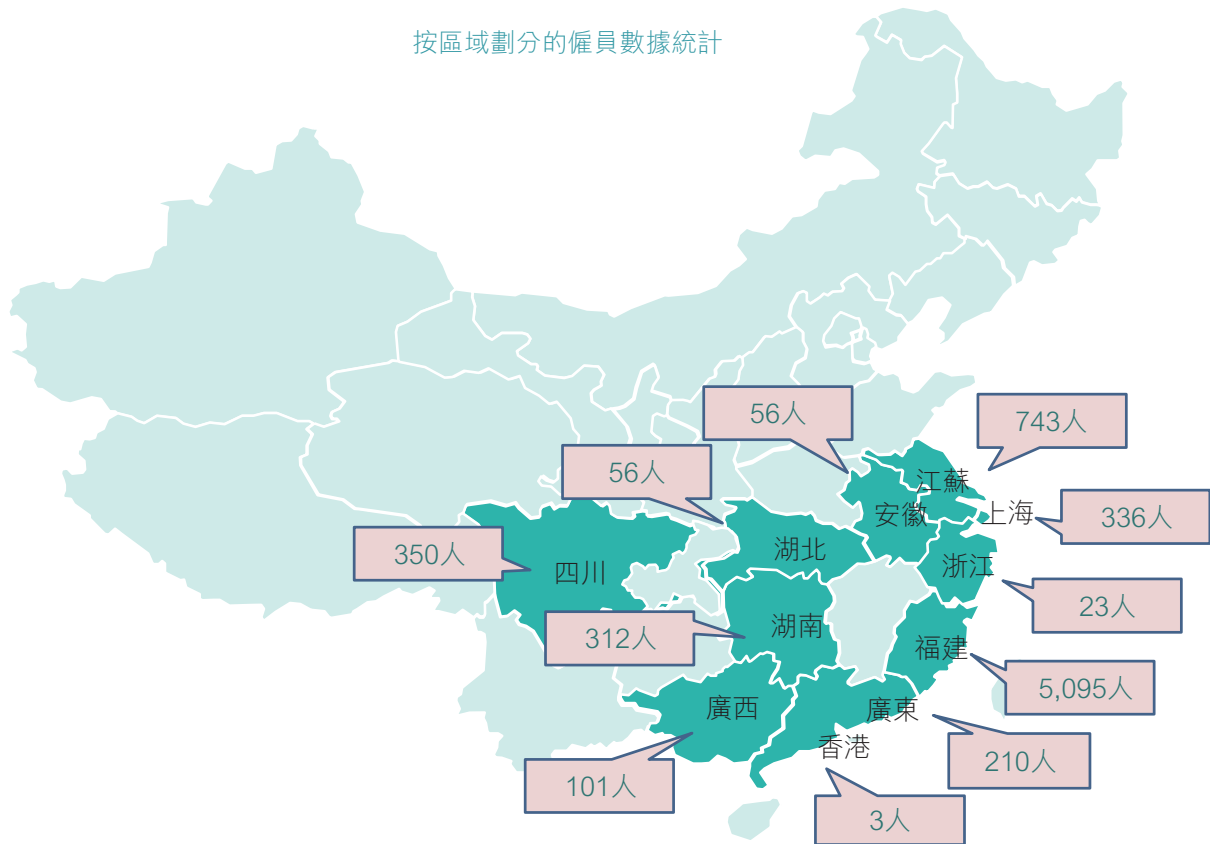 按區域劃分的僱員數據統計
56人
743人
56人
江蘇
安徽
上海
336人
350人
四川
湖北
浙江
23人
312人
湖南
福建
5,095人
廣西
廣東
香港
210人
101人
3人